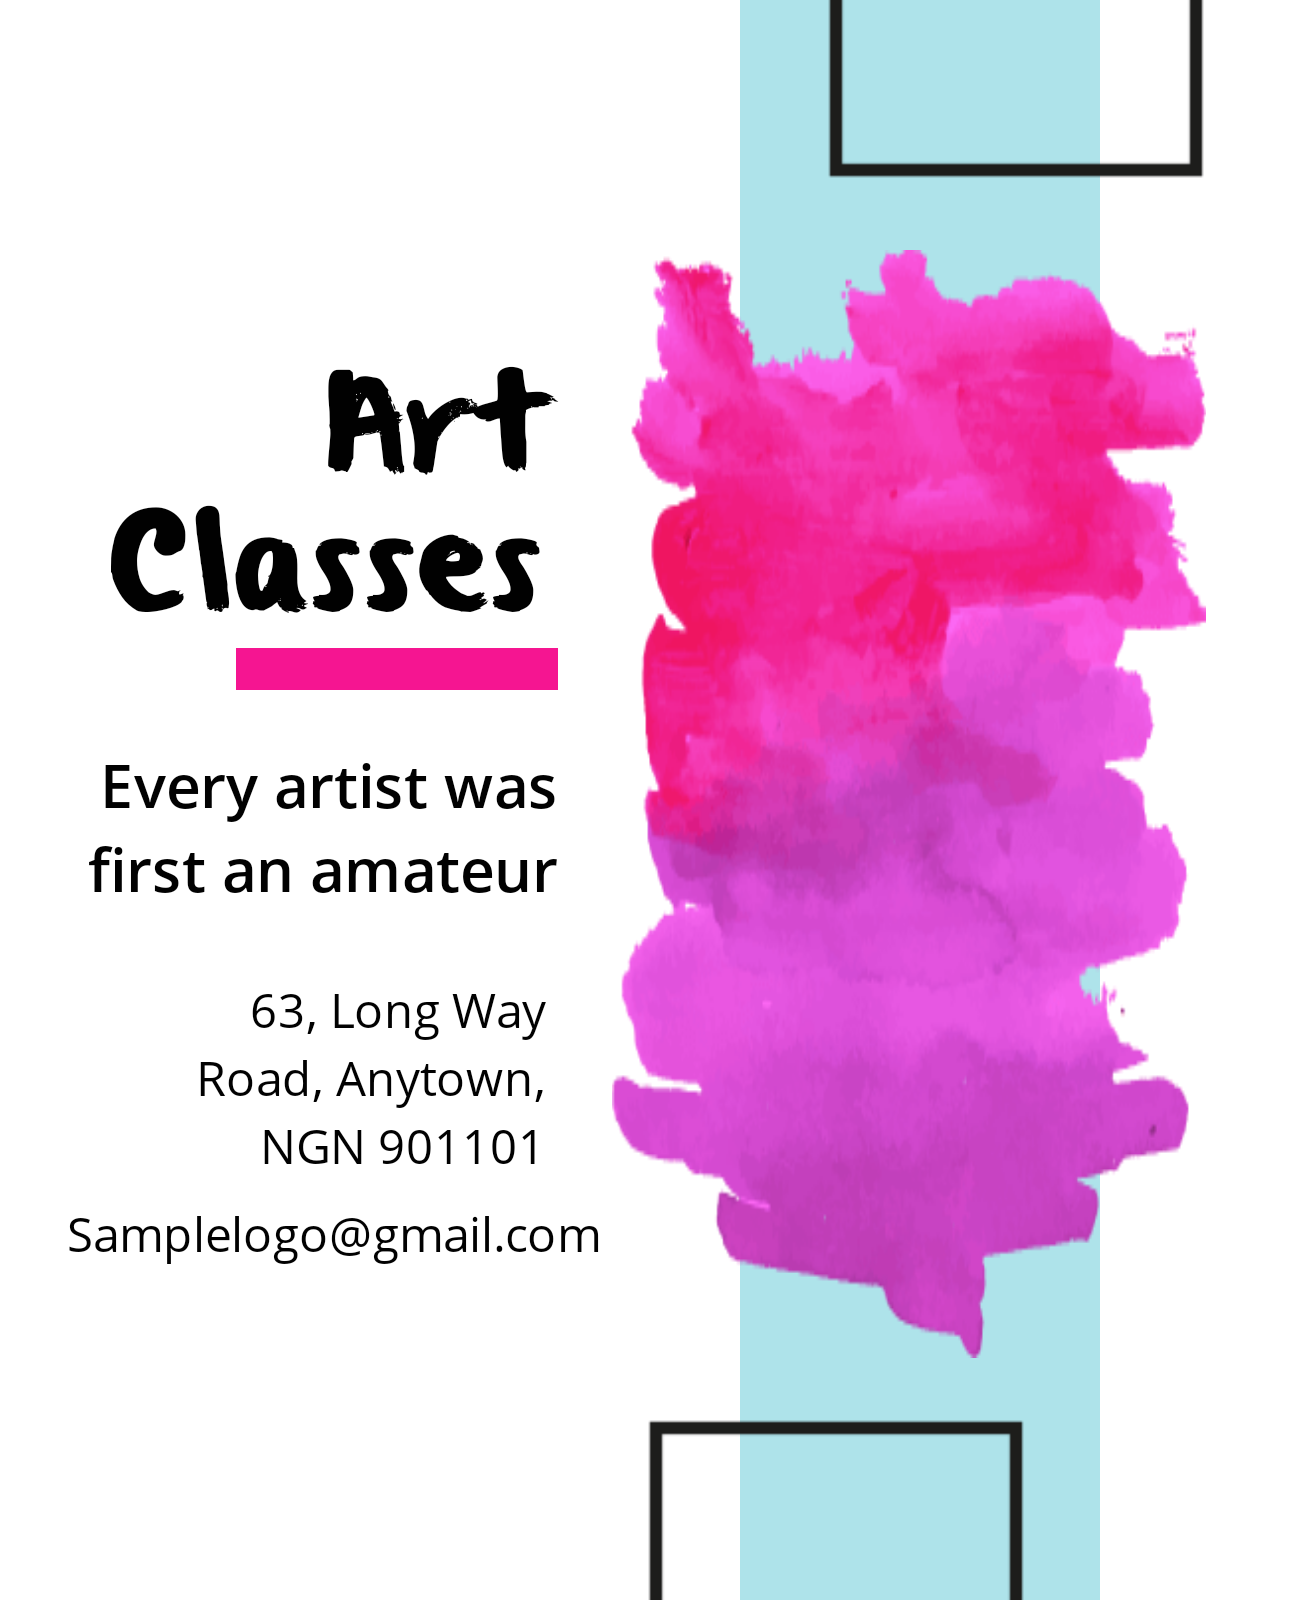 Art
Classes
Every artist was
first an amateur
63, Long Way
Road, Anytown,
NGN 901101
Samplelogo@gmail.com